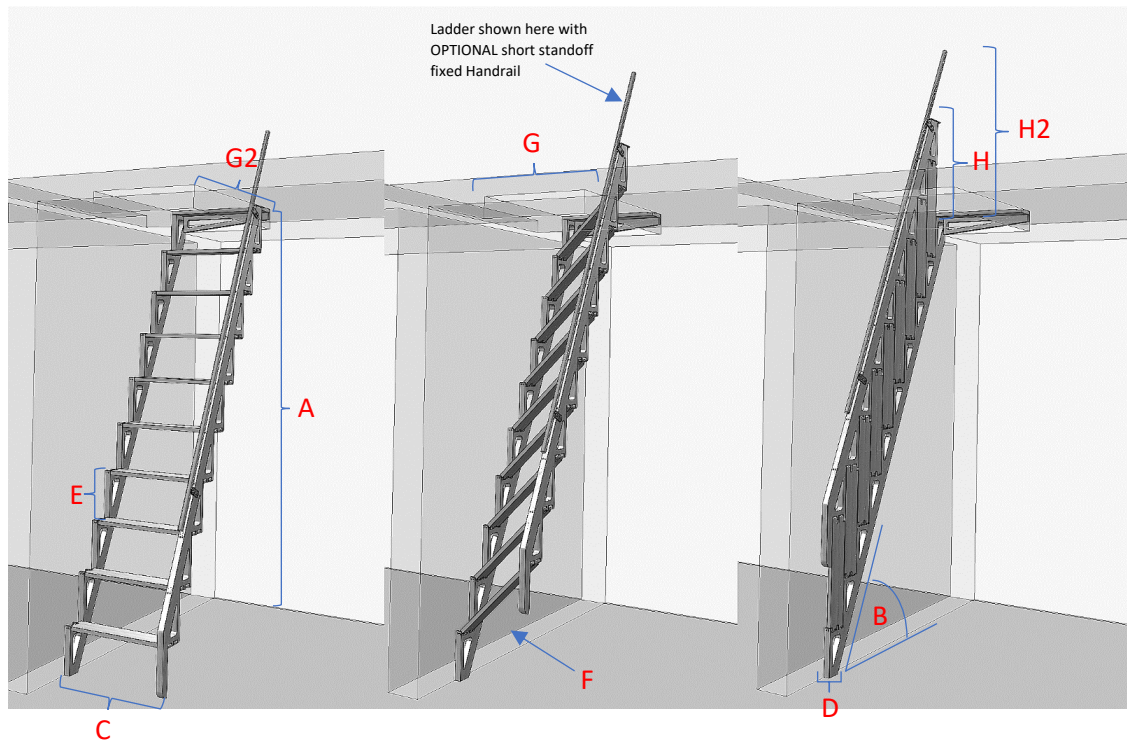 Ladder shown here with
OPTIONAL short standoff
fixed Handrail
G2
G
H2
H
A
E
B
F
D
C